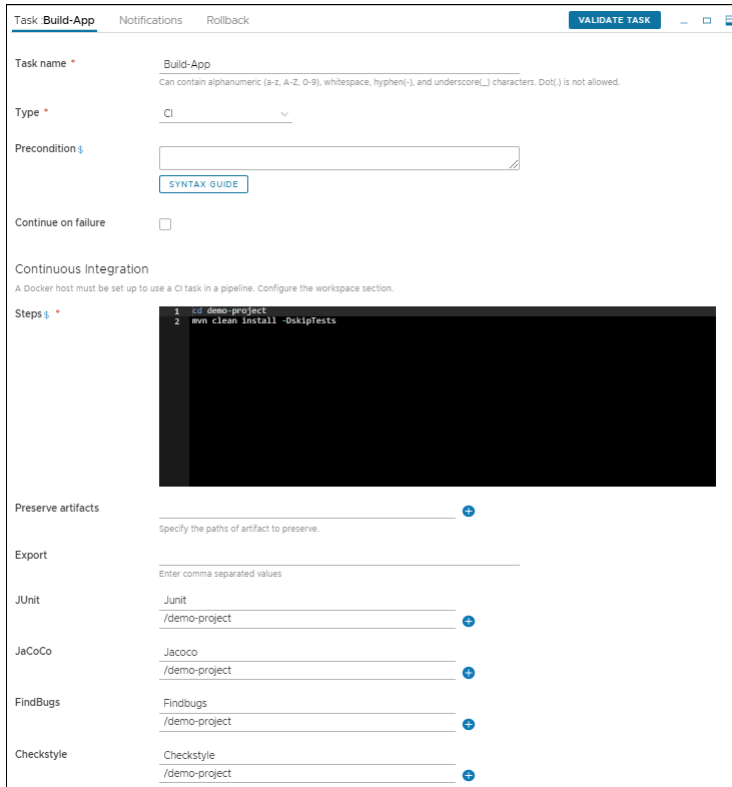 Task :Build-App Notifications Rollback VALIDATE TASK
Task name * Build-App
Can contain alphanumeric (a-z, A-Z, 0-9), whitespace, hyphen(-), and underscore(_) characters. Dot(.) is not allowed.
Type * CI
Precondition $
SYNTAX GUIDE
Continue on failure
Continuous Integration
A Docker host must be set up to use a CI task in a pipeline. Configure the workspace section.
Steps $ *
1 cd demo-project
2 mvn clean install -DskipTests
Preserve artifacts
Specify the paths of artifact to preserve.
Export
Enter comma separated values
JUnit Junit
/demo-project
JaCoCo Jacoco
/demo-project
FindBugs Findbugs
/demo-project
Checkstyle Checkstyle
/demo-project